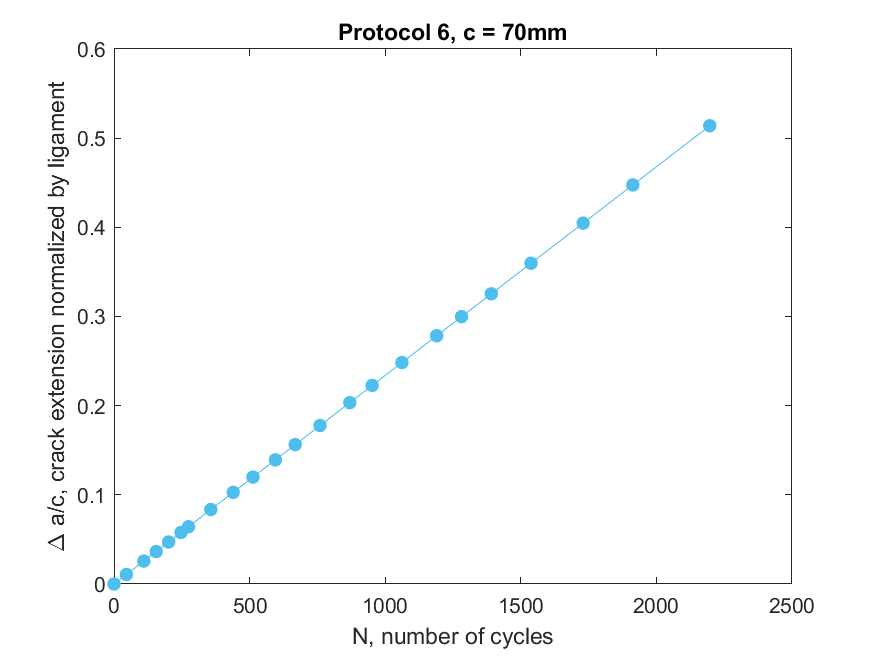 Protocol 6, c = 70mm
0.6
0.5
0.4
0.3
0.2
0.1
0
0 500 1000 1500 2000 2500
Δ a/c, crack extension normalized by ligament
N, number of cycles